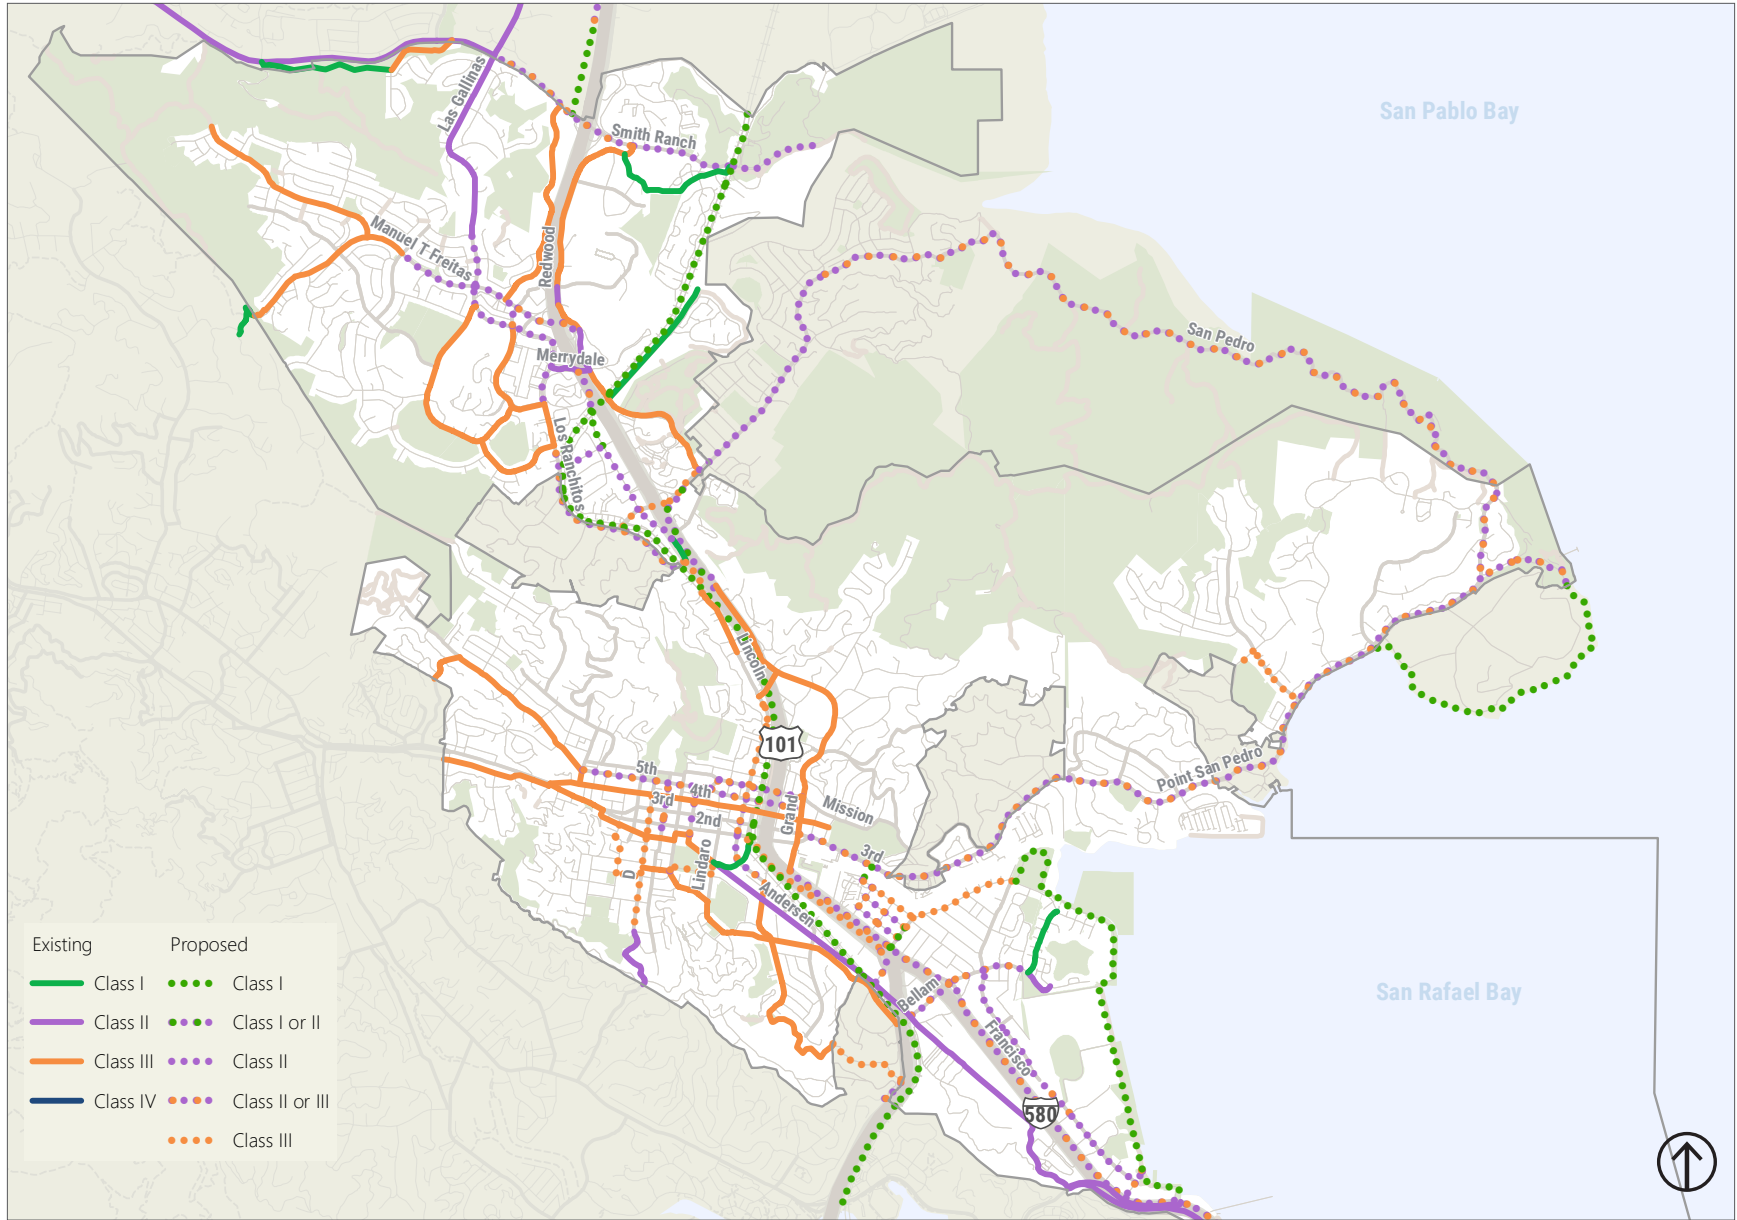 San Pablo Bay
Las Gallinas
Smith Ranch
Manuel T Freitas
Redwood
San Pedro
Merrydale
Los Ranchitos
Lincoln
101
5th
4th
3rd
2nd
Grand
Mission
Point San Pedro
3rd
Lindaro
D
Andersen
Bellam
Francisco
580
San Rafael Bay
Existing Proposed
Class I Class I
Class II Class I or II
Class III Class II
Class IV Class II or III
Class III